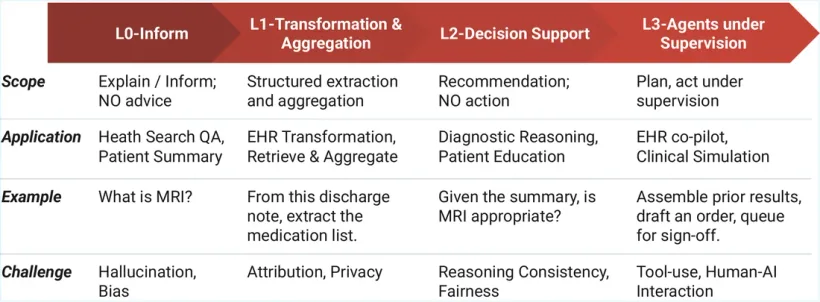 L0-Inform
L1-Transformation &
Aggregation
L2-Decision Support
L3-Agents under
Supervision
Scope
Explain / Inform;
NO advice
Structured extraction
and aggregation
Recommendation;
NO action
Plan, act under
supervision
Application
Heath Search QA,
Patient Summary
EHR Transformation,
Retrieve & Aggregate
Diagnostic Reasoning,
Patient Education
EHR co-pilot,
Clinical Simulation
Example
What is MRI?
From this discharge
note, extract the
medication list.
Given the summary, is
MRI appropriate?
Assemble prior results,
draft an order, queue
for sign-off.
Challenge
Hallucination,
Bias
Attribution, Privacy
Reasoning Consistency,
Fairness
Tool-use, Human-AI
Interaction